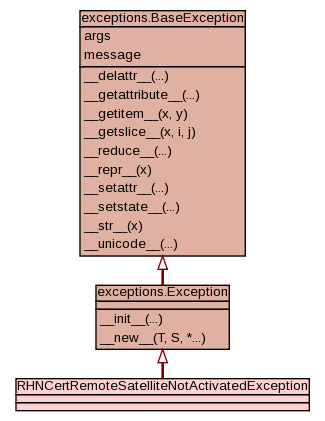 exceptions.BaseException
args
message
__delattr__(...)
__getattribute__(...)
__getitem__(x, y)
__getslice__(x, i, j)
__reduce__(...)
__repr__(x)
__setattr__(...)
__setstate__(...)
__str__(x)
__unicode__(...)
exceptions.Exception
__init__(...)
__new__(T, S, *...)
RHNCertRemoteSatelliteNotActivatedException